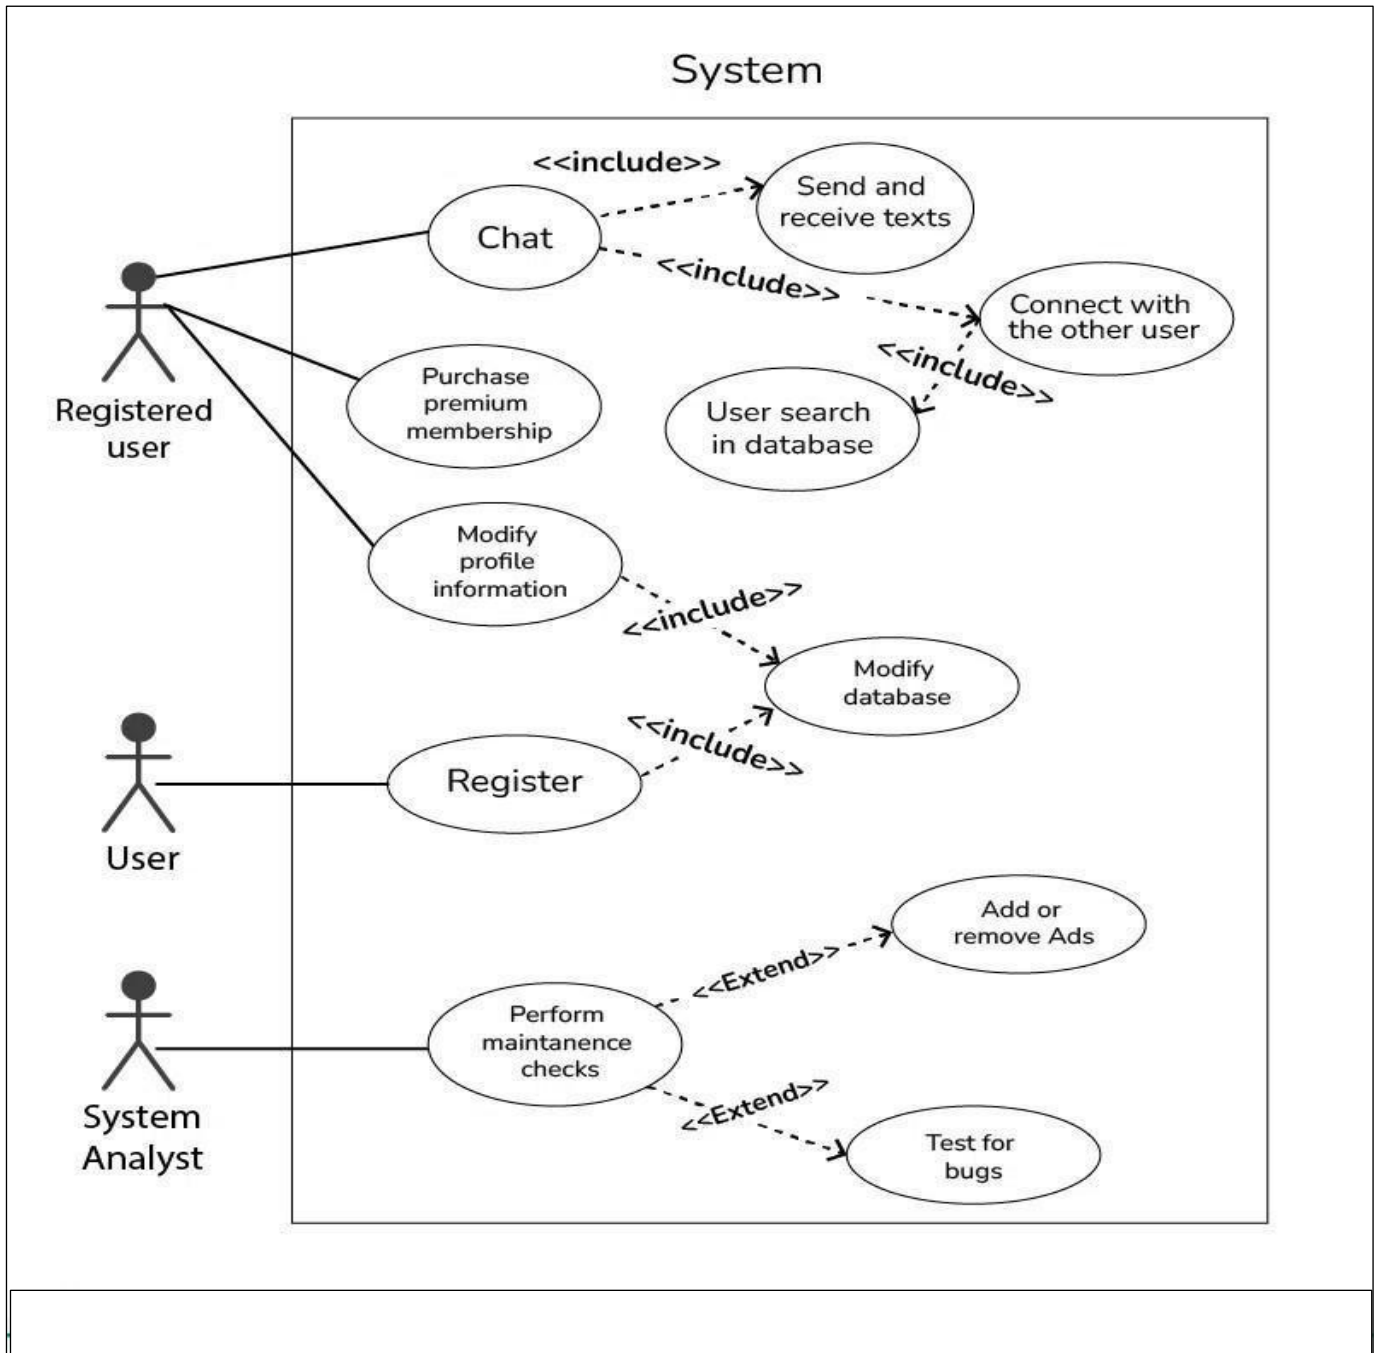 System
<<include>>
Send and
receive texts
Chat
<<include>>
Connect with
the other user
<<include>>
Registered
user
Purchase
premium
membership
User search
in database
Modify
profile
information
<<include>>
Modify
database
<<include>>
Register
User
Add or
remove Ads
<<Extend>>
Perform
maintanence
checks
<<Extend>>
System
Analyst
Test for
bugs